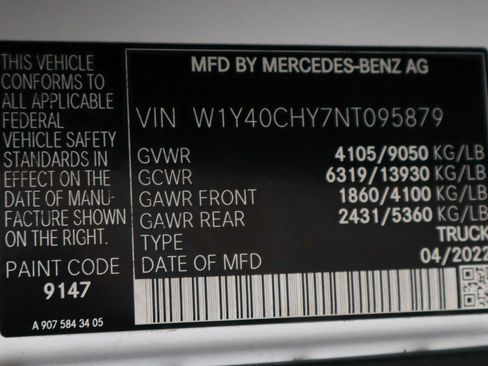 THIS VEHICLE
CONFORMS TO
ALL APPLICABLE
FEDERAL
VEHICLE SAFETY
STANDARDS IN
EFFECT ON THE
DATE OF MANU-
FACTURE SHOWN
ON THE RIGHT.
PAINT CODE
9147
A 907 584 34 05
MFD BY MERCEDES-BENZ AG
VIN W1Y40CHY7NT095879
GVWR 4105/9050 KG/LB
GCWR 6319/13930 KG/LB
GAWR FRONT 1860/4100 KG/LB
GAWR REAR 2431/5360 KG/LB
TYPE TRUCK
DATE OF MFD 04/2022